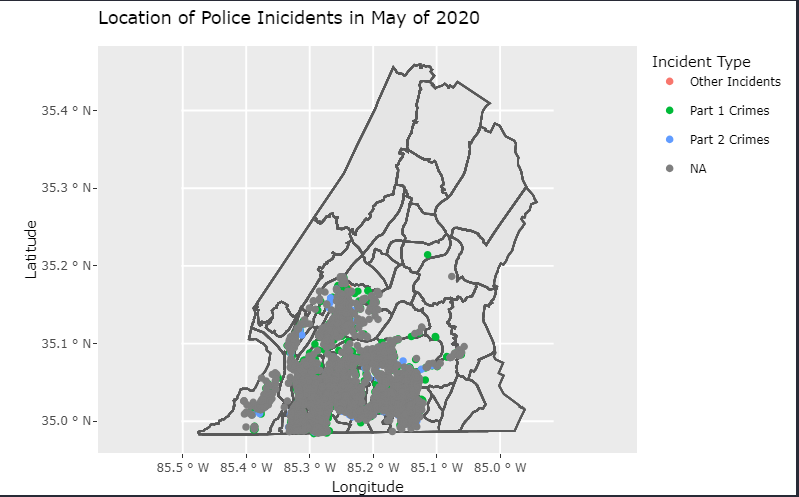 Location of Police Inicidents in May of 2020
Incident Type
Other Incidents
Part 1 Crimes
Part 2 Crimes
NA
Latitude
35.4 ° N
35.3 ° N
35.2 ° N
35.1 ° N
35.0 ° N
85.5 ° W 85.4 ° W 85.3 ° W 85.2 ° W 85.1 ° W 85.0 ° W
Longitude